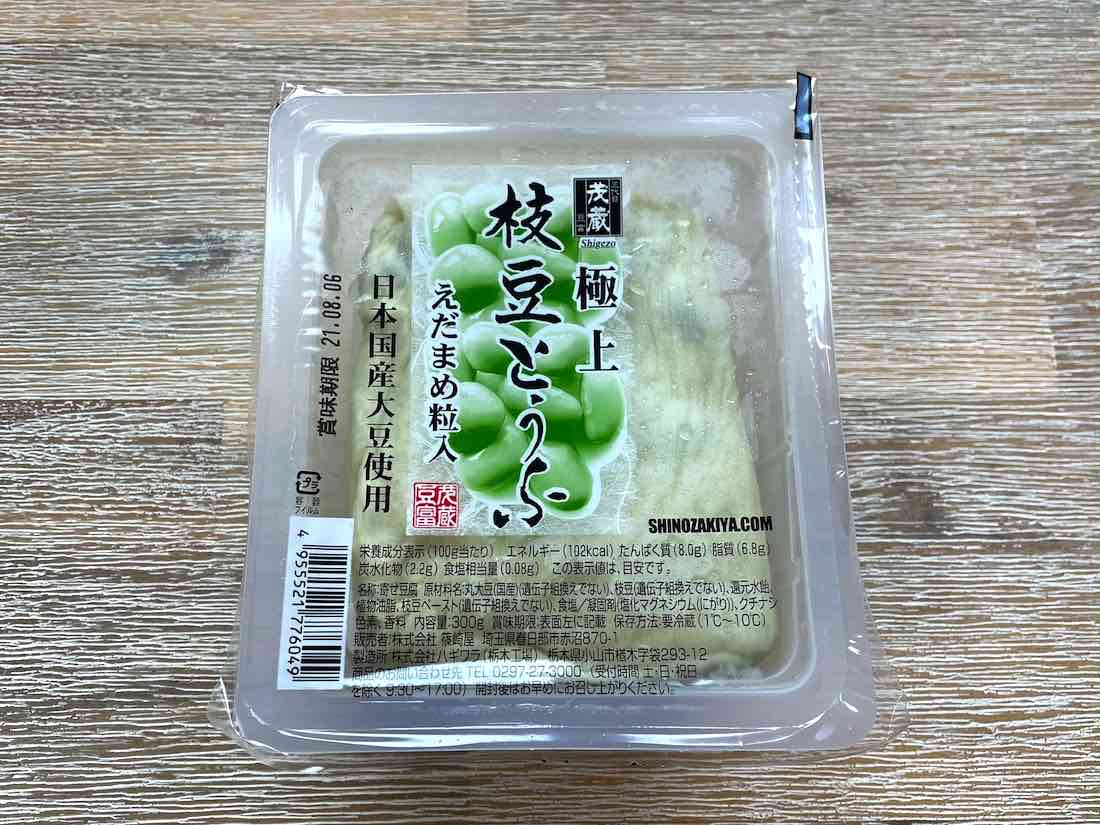 茂蔵
Shigezo
極上
枝豆とうふ
えだまめ粒入
茂蔵
豆富
日本国産大豆使用
賞味期限 21.08.06
プラ
容器
フィルム
SHINOZAKIYA.COM
4 955521 776049
栄養成分表示(100g当たり) エネルギー(102kcal) たんぱく質(8.0g) 脂質(6.8g)
炭水化物(2.2g) 食塩相当量(0.08g) この表示値は、目安です。
名称:寄せ豆腐 原材料名:丸大豆(国産)(遺伝子組換えでない)、枝豆(遺伝子組換えでない)、還元水飴、
植物油脂、枝豆ペースト(遺伝子組換えでない)、食塩/凝固剤(塩化マグネシウム(にがり))、クチナシ
色素、香料 内容量:300g 賞味期限:表面左に記載 保存方法:要冷蔵(1℃〜10℃)
販売者 株式会社 篠崎屋 埼玉県春日部市赤沼870-1
製造所 株式会社ハギワラ(栃木工場) 栃木県小山市楢木字袋293-12
商品のお問い合わせ先 TEL 0297-27-3000 (受付時間 土・日・祝日
を除く 9:30〜17:00) 開封後はお早めにお召し上がりください。